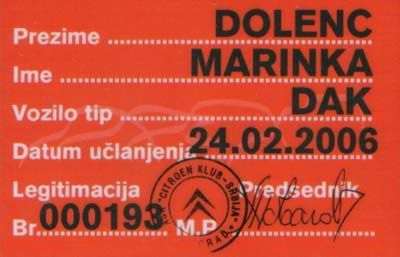 Prezime DOLENC
Ime MARINKA
Vozilo tip DAK
Datum učlanjenja 24.02.2006
Legitimacija Predsednik
Br. 000193 M.P.
CITROEN KLUB-SRBIJA